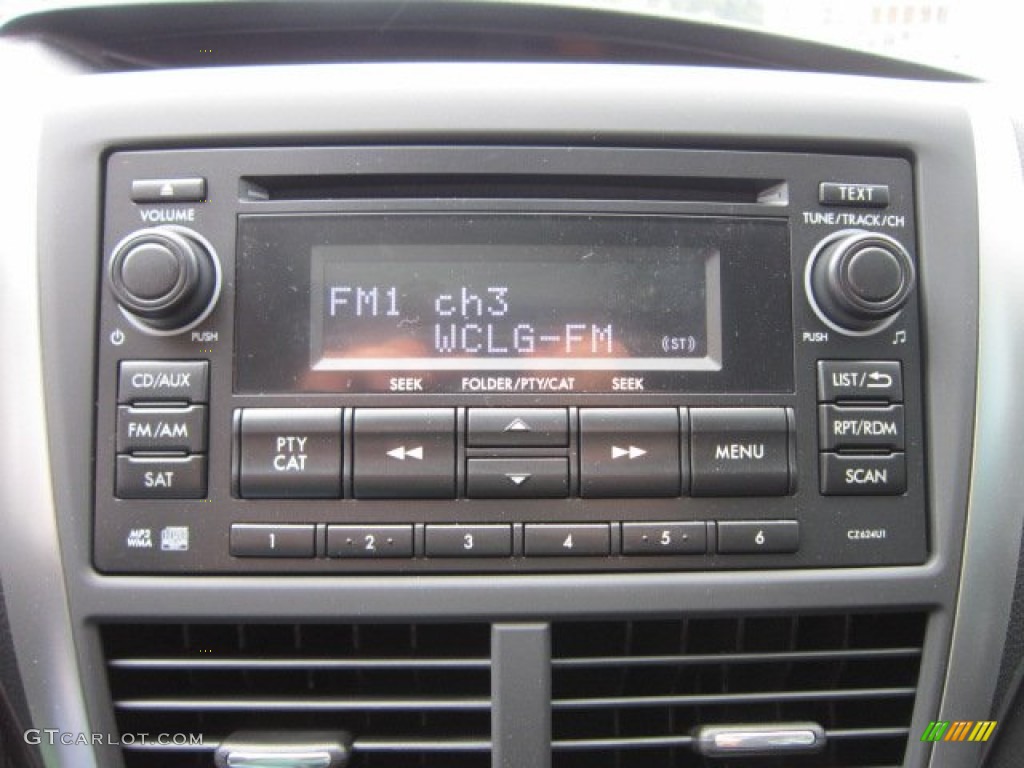 TEXT
VOLUME
TUNE/TRACK/CH
FM1 ch3
WCLG-FM ((ST))
PUSH
PUSH
SEEK FOLDER/PTY/CAT SEEK
CD/AUX
LIST/
FM/AM
PTY
CAT
MENU
RPT/RDM
SAT
SCAN
MP3
WMA
1 2 3 4 5 6
CZ624U1
GTCARLOT.COM